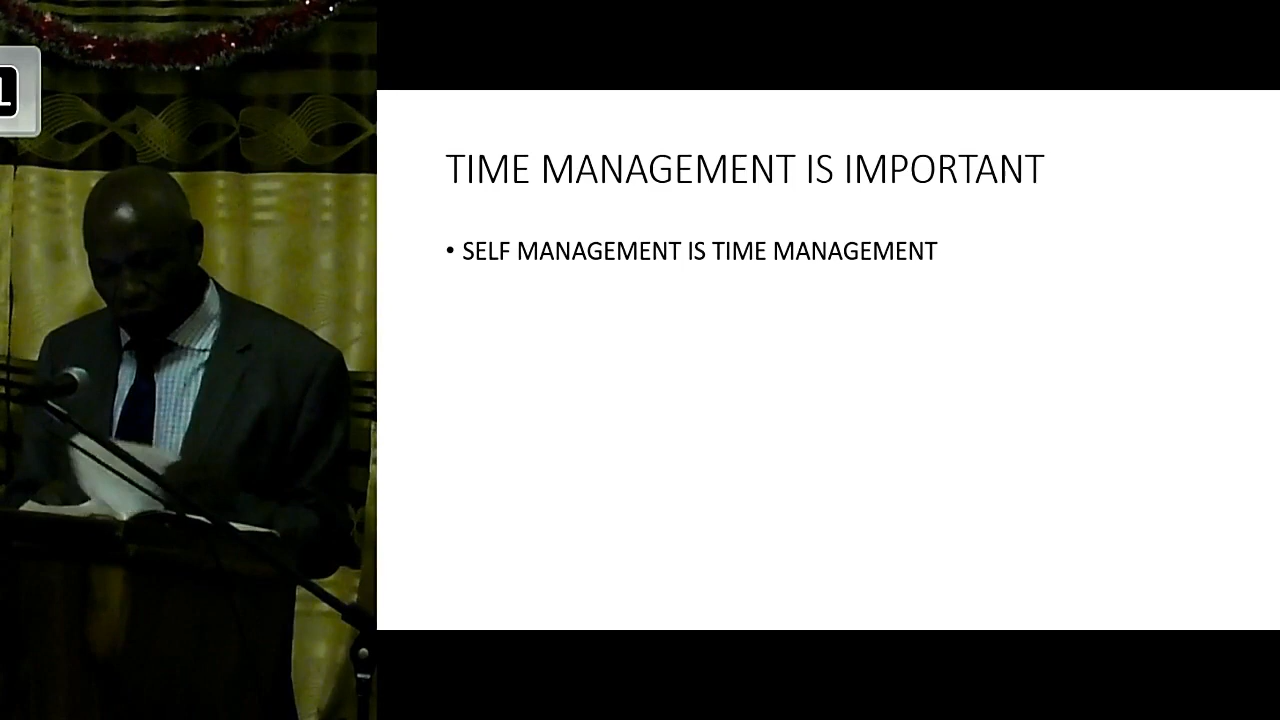 TIME MANAGEMENT IS IMPORTANT
• SELF MANAGEMENT IS TIME MANAGEMENT